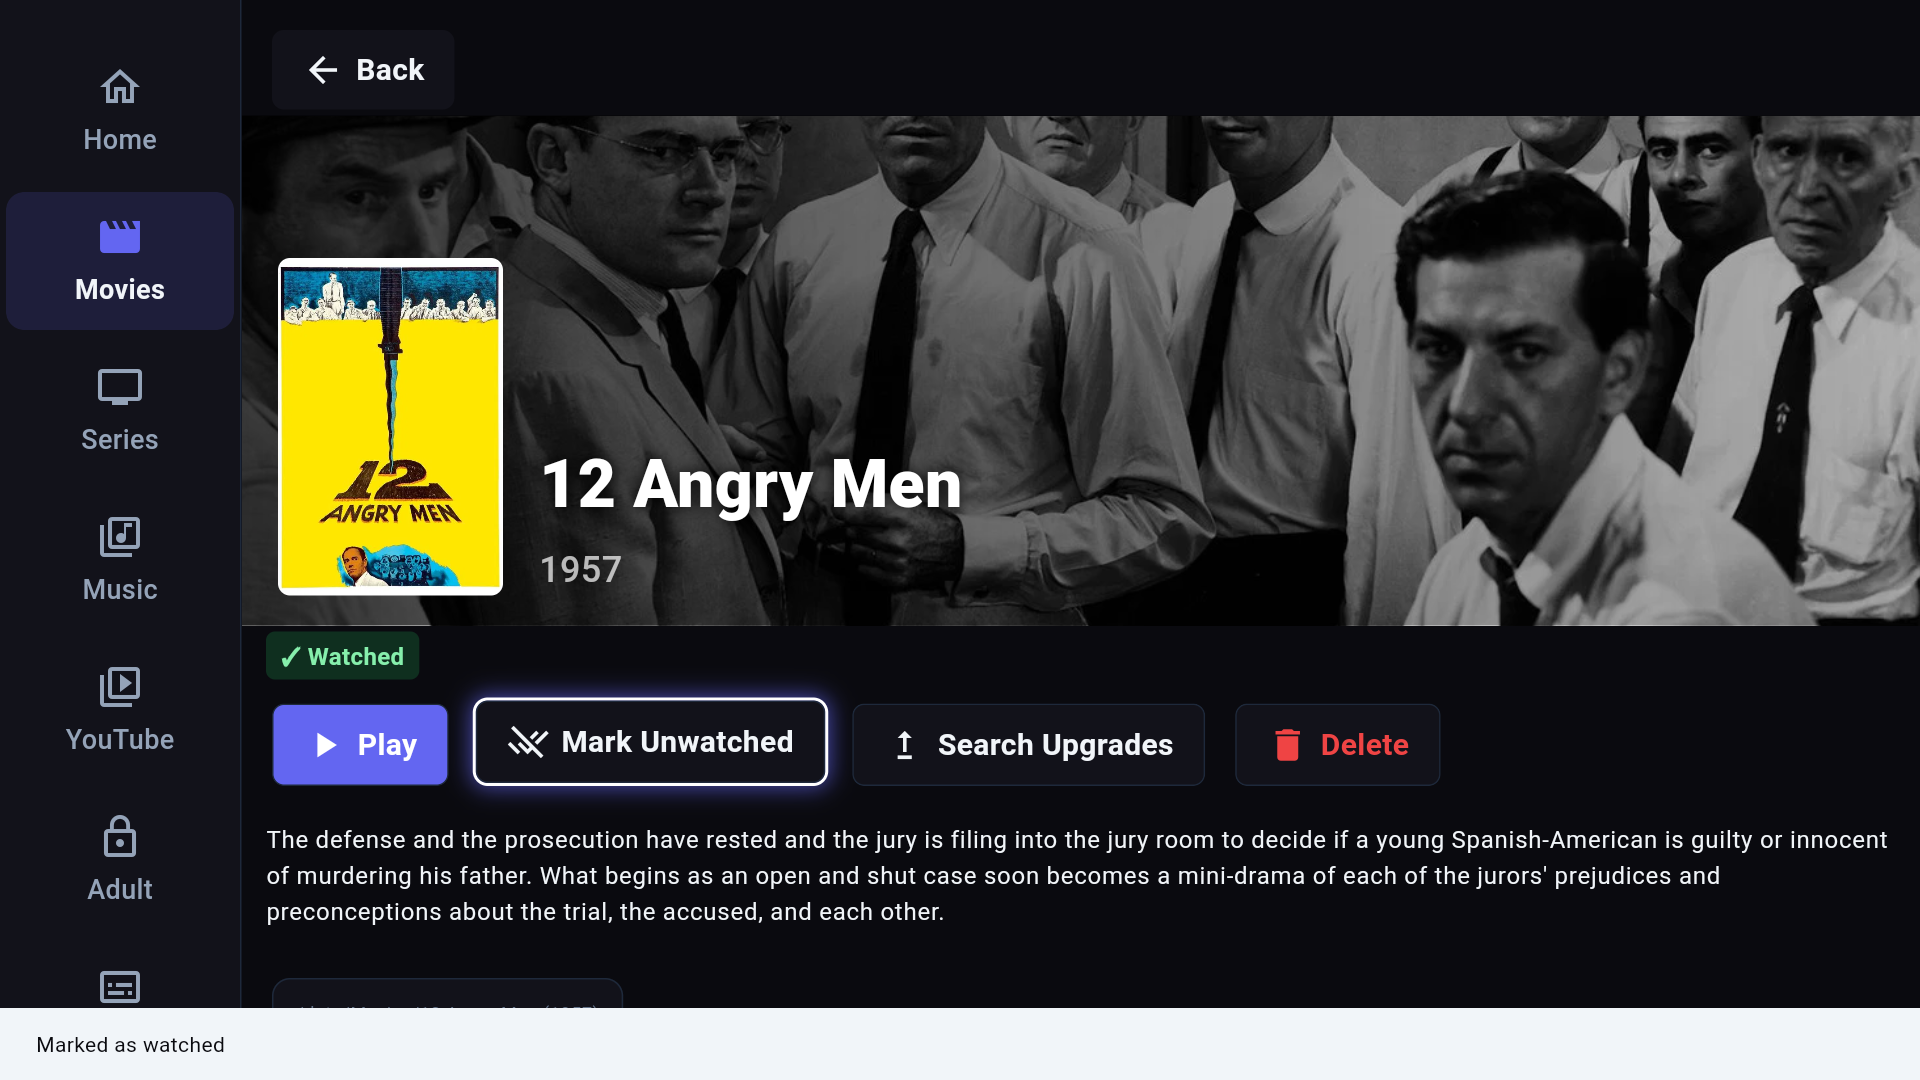 Back
Home
Movies
Series
Music
YouTube
Adult
12
ANGRY MEN
12 Angry Men
1957
✓ Watched
Play
Mark Unwatched
Search Upgrades
Delete
The defense and the prosecution have rested and the jury is filing into the jury room to decide if a young Spanish-American is guilty or innocent
of murdering his father. What begins as an open and shut case soon becomes a mini-drama of each of the jurors' prejudices and
preconceptions about the trial, the accused, and each other.
Marked as watched